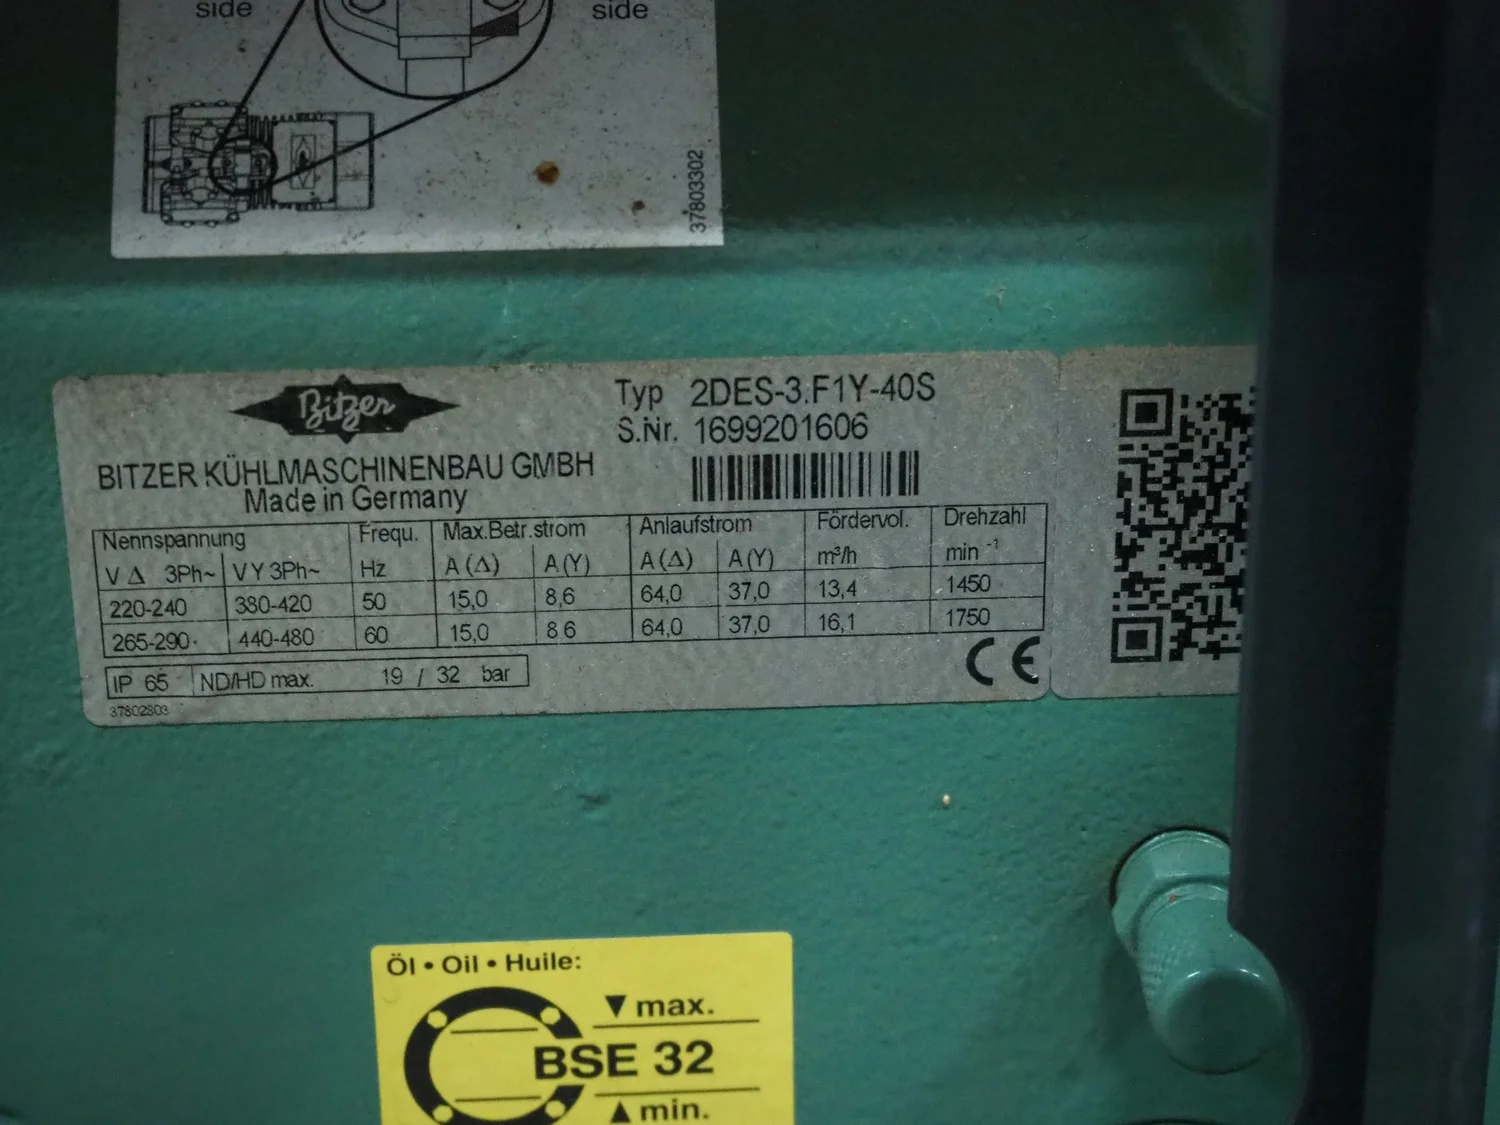 side side
37803302
Bitzer
BITZER KÜHLMASCHINENBAU GMBH
Made in Germany
Typ 2DES-3.F1Y-40S
S.Nr. 1699201606
Nennspannung Frequ. Max.Betr.strom Anlaufstrom Fördervol. Drehzahl
V Δ 3Ph~ V Y 3Ph~ Hz A (Δ) A (Y) A (Δ) A (Y) m³/h min⁻¹
220-240 380-420 50 15,0 8,6 64,0 37,0 13,4 1450
265-290 440-480 60 15,0 8 6 64,0 37,0 16,1 1750
IP 65 ND/HD max. 19 / 32 bar
CE
37802803
Öl • Oil • Huile:
▼ max.
BSE 32
▲ min.